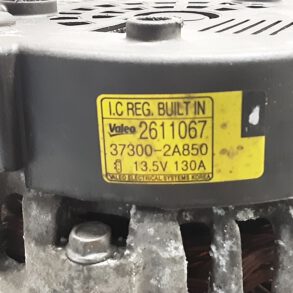 I.C REG. BUILT IN
Valeo 2611067
37300-2A850
13.5V 130A
VALEO ELECTRICAL SYSTEMS KOREA